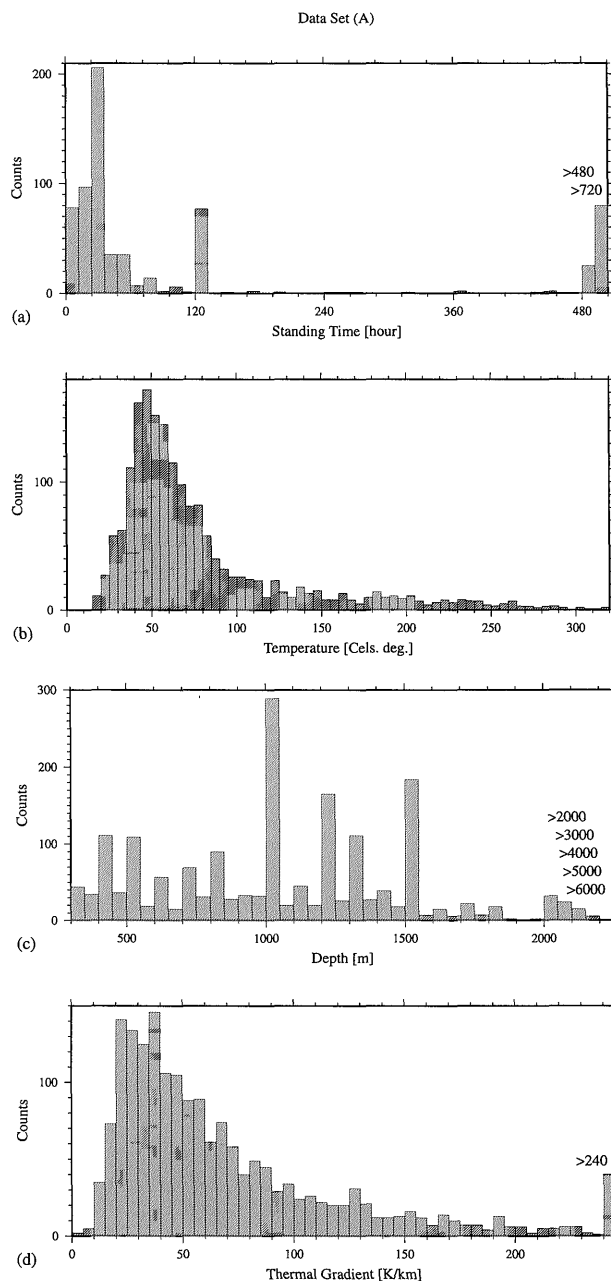 Data Set (A)
200
100
0
Counts
>480
>720
0 120 240 360 480
Standing Time [hour]
(a)
100
0
Counts
0 50 100 150 200 250 300
Temperature [Cels. deg.]
(b)
300
200
100
0
Counts
>2000
>3000
>4000
>5000
>6000
500 1000 1500 2000
Depth [m]
(c)
100
0
Counts
>240
0 50 100 150 200
Thermal Gradient [K/km]
(d)